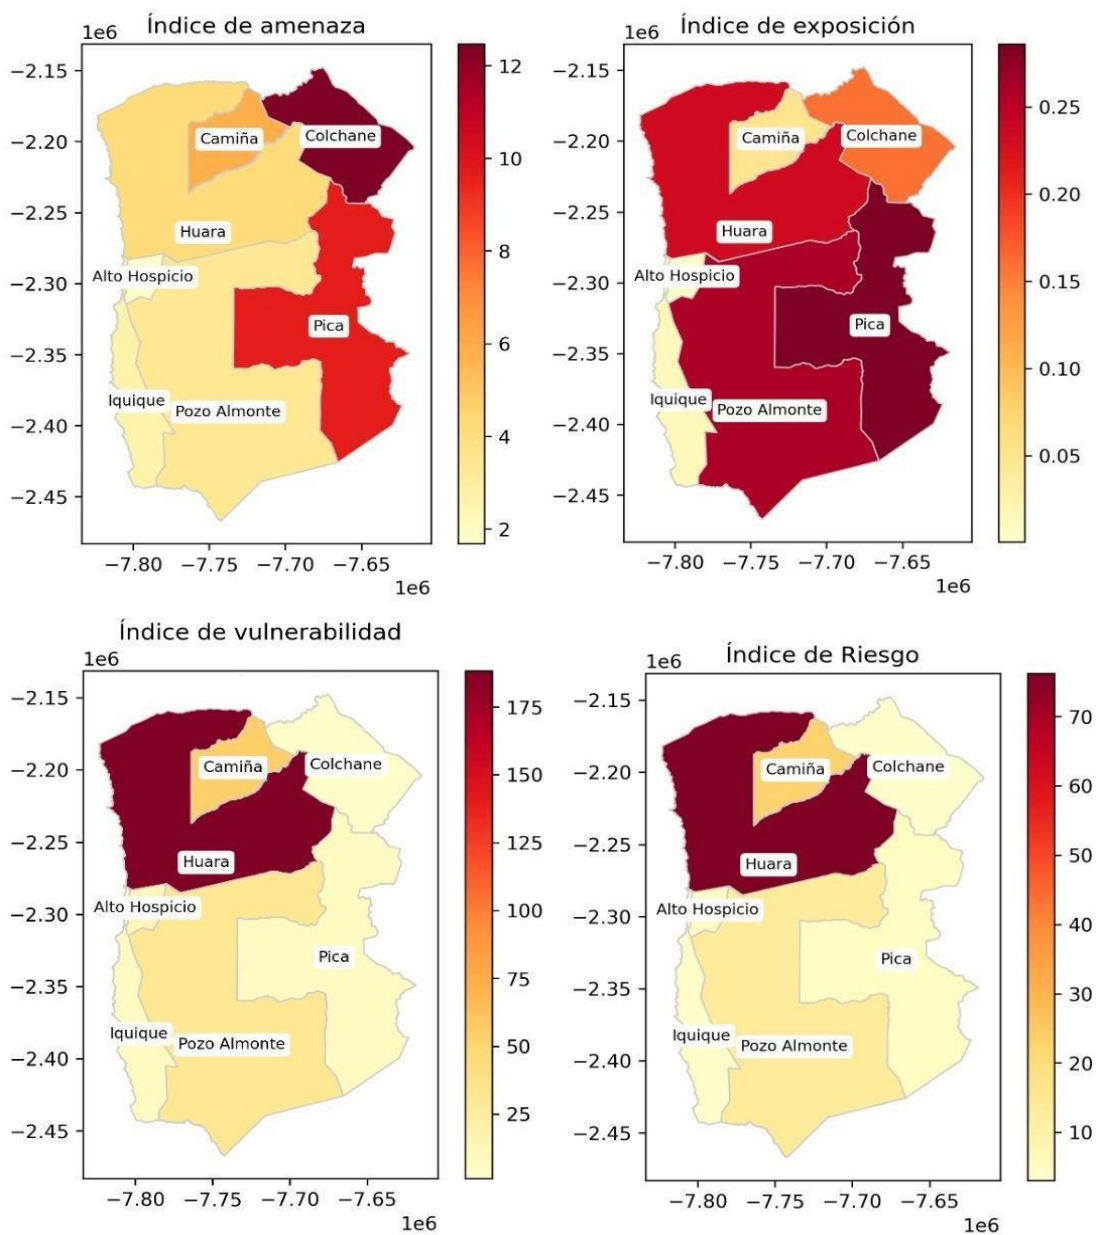 Índice de amenaza
1e6
−2.15
−2.20
−2.25
−2.30
−2.35
−2.40
−2.45
Camiña
Colchane
Huara
Alto Hospicio
Pica
Iquique
Pozo Almonte
−7.80 −7.75 −7.70 −7.65
1e6
12
10
8
6
4
2
Índice de exposición
1e6
−2.15
−2.20
−2.25
−2.30
−2.35
−2.40
−2.45
Camiña
Colchane
Huara
Alto Hospicio
Pica
Iquique
Pozo Almonte
−7.80 −7.75 −7.70 −7.65
1e6
0.25
0.20
0.15
0.10
0.05
Índice de vulnerabilidad
1e6
−2.15
−2.20
−2.25
−2.30
−2.35
−2.40
−2.45
Camiña
Colchane
Huara
Alto Hospicio
Pica
Iquique
Pozo Almonte
−7.80 −7.75 −7.70 −7.65
1e6
175
150
125
100
75
50
25
Índice de Riesgo
1e6
−2.15
−2.20
−2.25
−2.30
−2.35
−2.40
−2.45
Camiña
Colchane
Huara
Alto Hospicio
Pica
Iquique
Pozo Almonte
−7.80 −7.75 −7.70 −7.65
1e6
70
60
50
40
30
20
10